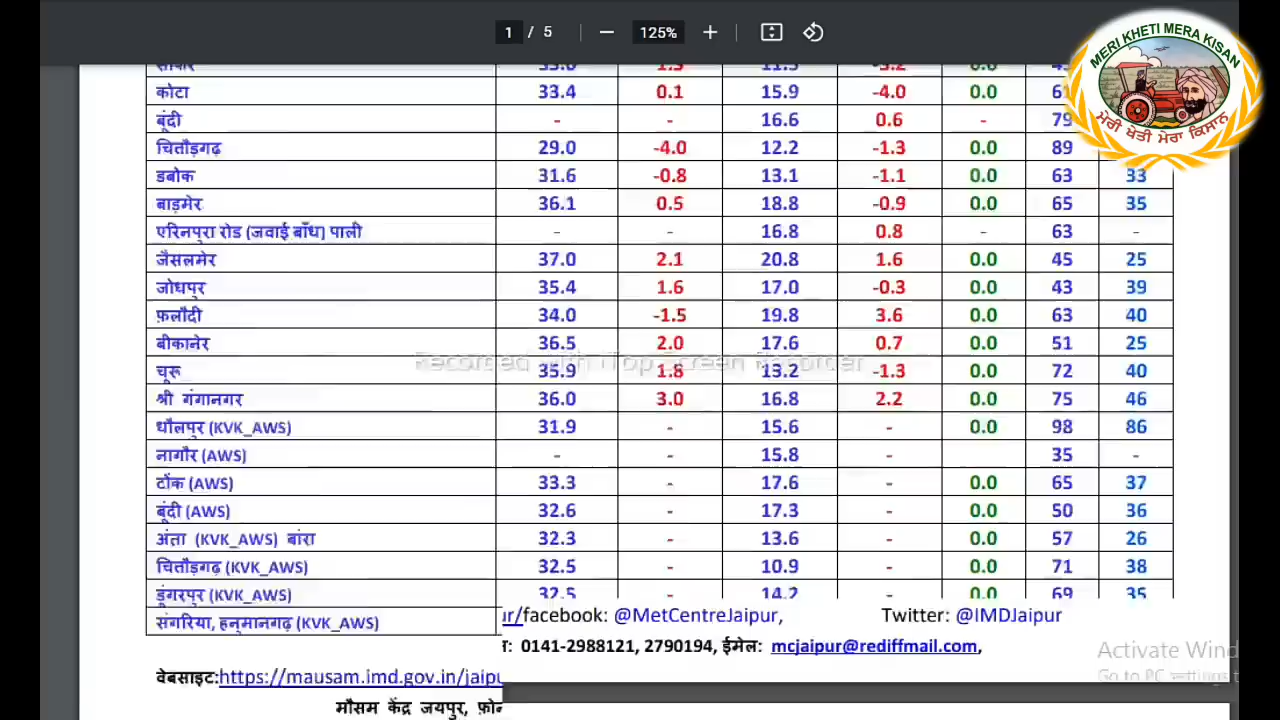 1 / 5 125%
MERI KHETI MERA KISAN
ਮੇਰੀ ਖੇਤੀ ਮੇਰਾ ਕਿਸਾਨ
कोटा 33.4 0.1 15.9 -4.0 0.0
बूंदी - - 16.6 0.6 - 79
चित्तौड़गढ़ 29.0 -4.0 12.2 -1.3 0.0 89
डबोक 31.6 -0.8 13.1 -1.1 0.0 63 33
बाड़मेर 36.1 0.5 18.8 -0.9 0.0 65 35
एरिनपुरा रोड (जवाई बाँध) पाली - - 16.8 0.8 - 63 -
जैसलमेर 37.0 2.1 20.8 1.6 0.0 45 25
जोधपुर 35.4 1.6 17.0 -0.3 0.0 43 39
फ़लौदी 34.0 -1.5 19.8 3.6 0.0 63 40
बीकानेर 36.5 2.0 17.6 0.7 0.0 51 25
Recorded with iTop Screen Recorder
चूरू 35.9 1.8 13.2 -1.3 0.0 72 40
श्री गंगानगर 36.0 3.0 16.8 2.2 0.0 75 46
धौलपुर (KVK_AWS) 31.9 - 15.6 - 0.0 98 86
नागौर (AWS) - - 15.8 - 35 -
टोंक (AWS) 33.3 - 17.6 - 0.0 65 37
बूंदी (AWS) 32.6 - 17.3 - 0.0 50 36
अंता (KVK_AWS) बांरा 32.3 - 13.6 - 0.0 57 26
चित्तौड़गढ़ (KVK_AWS) 32.5 - 10.9 - 0.0 71 38
डूंगरपुर (KVK_AWS) 32.5 - 14.2 - 0.0 69 35
संगरिया, हनुमानगढ़ (KVK_AWS)
ur/facebook: @MetCentreJaipur, Twitter: @IMDJaipur
0141-2988121, 2790194, ईमेल: mcjaipur@rediffmail.com,
Activate Wind
Go to PC settings t
वेबसाइट:https://mausam.imd.gov.in/jaipu
मौसम केंद्र जयपुर, फ़ोन